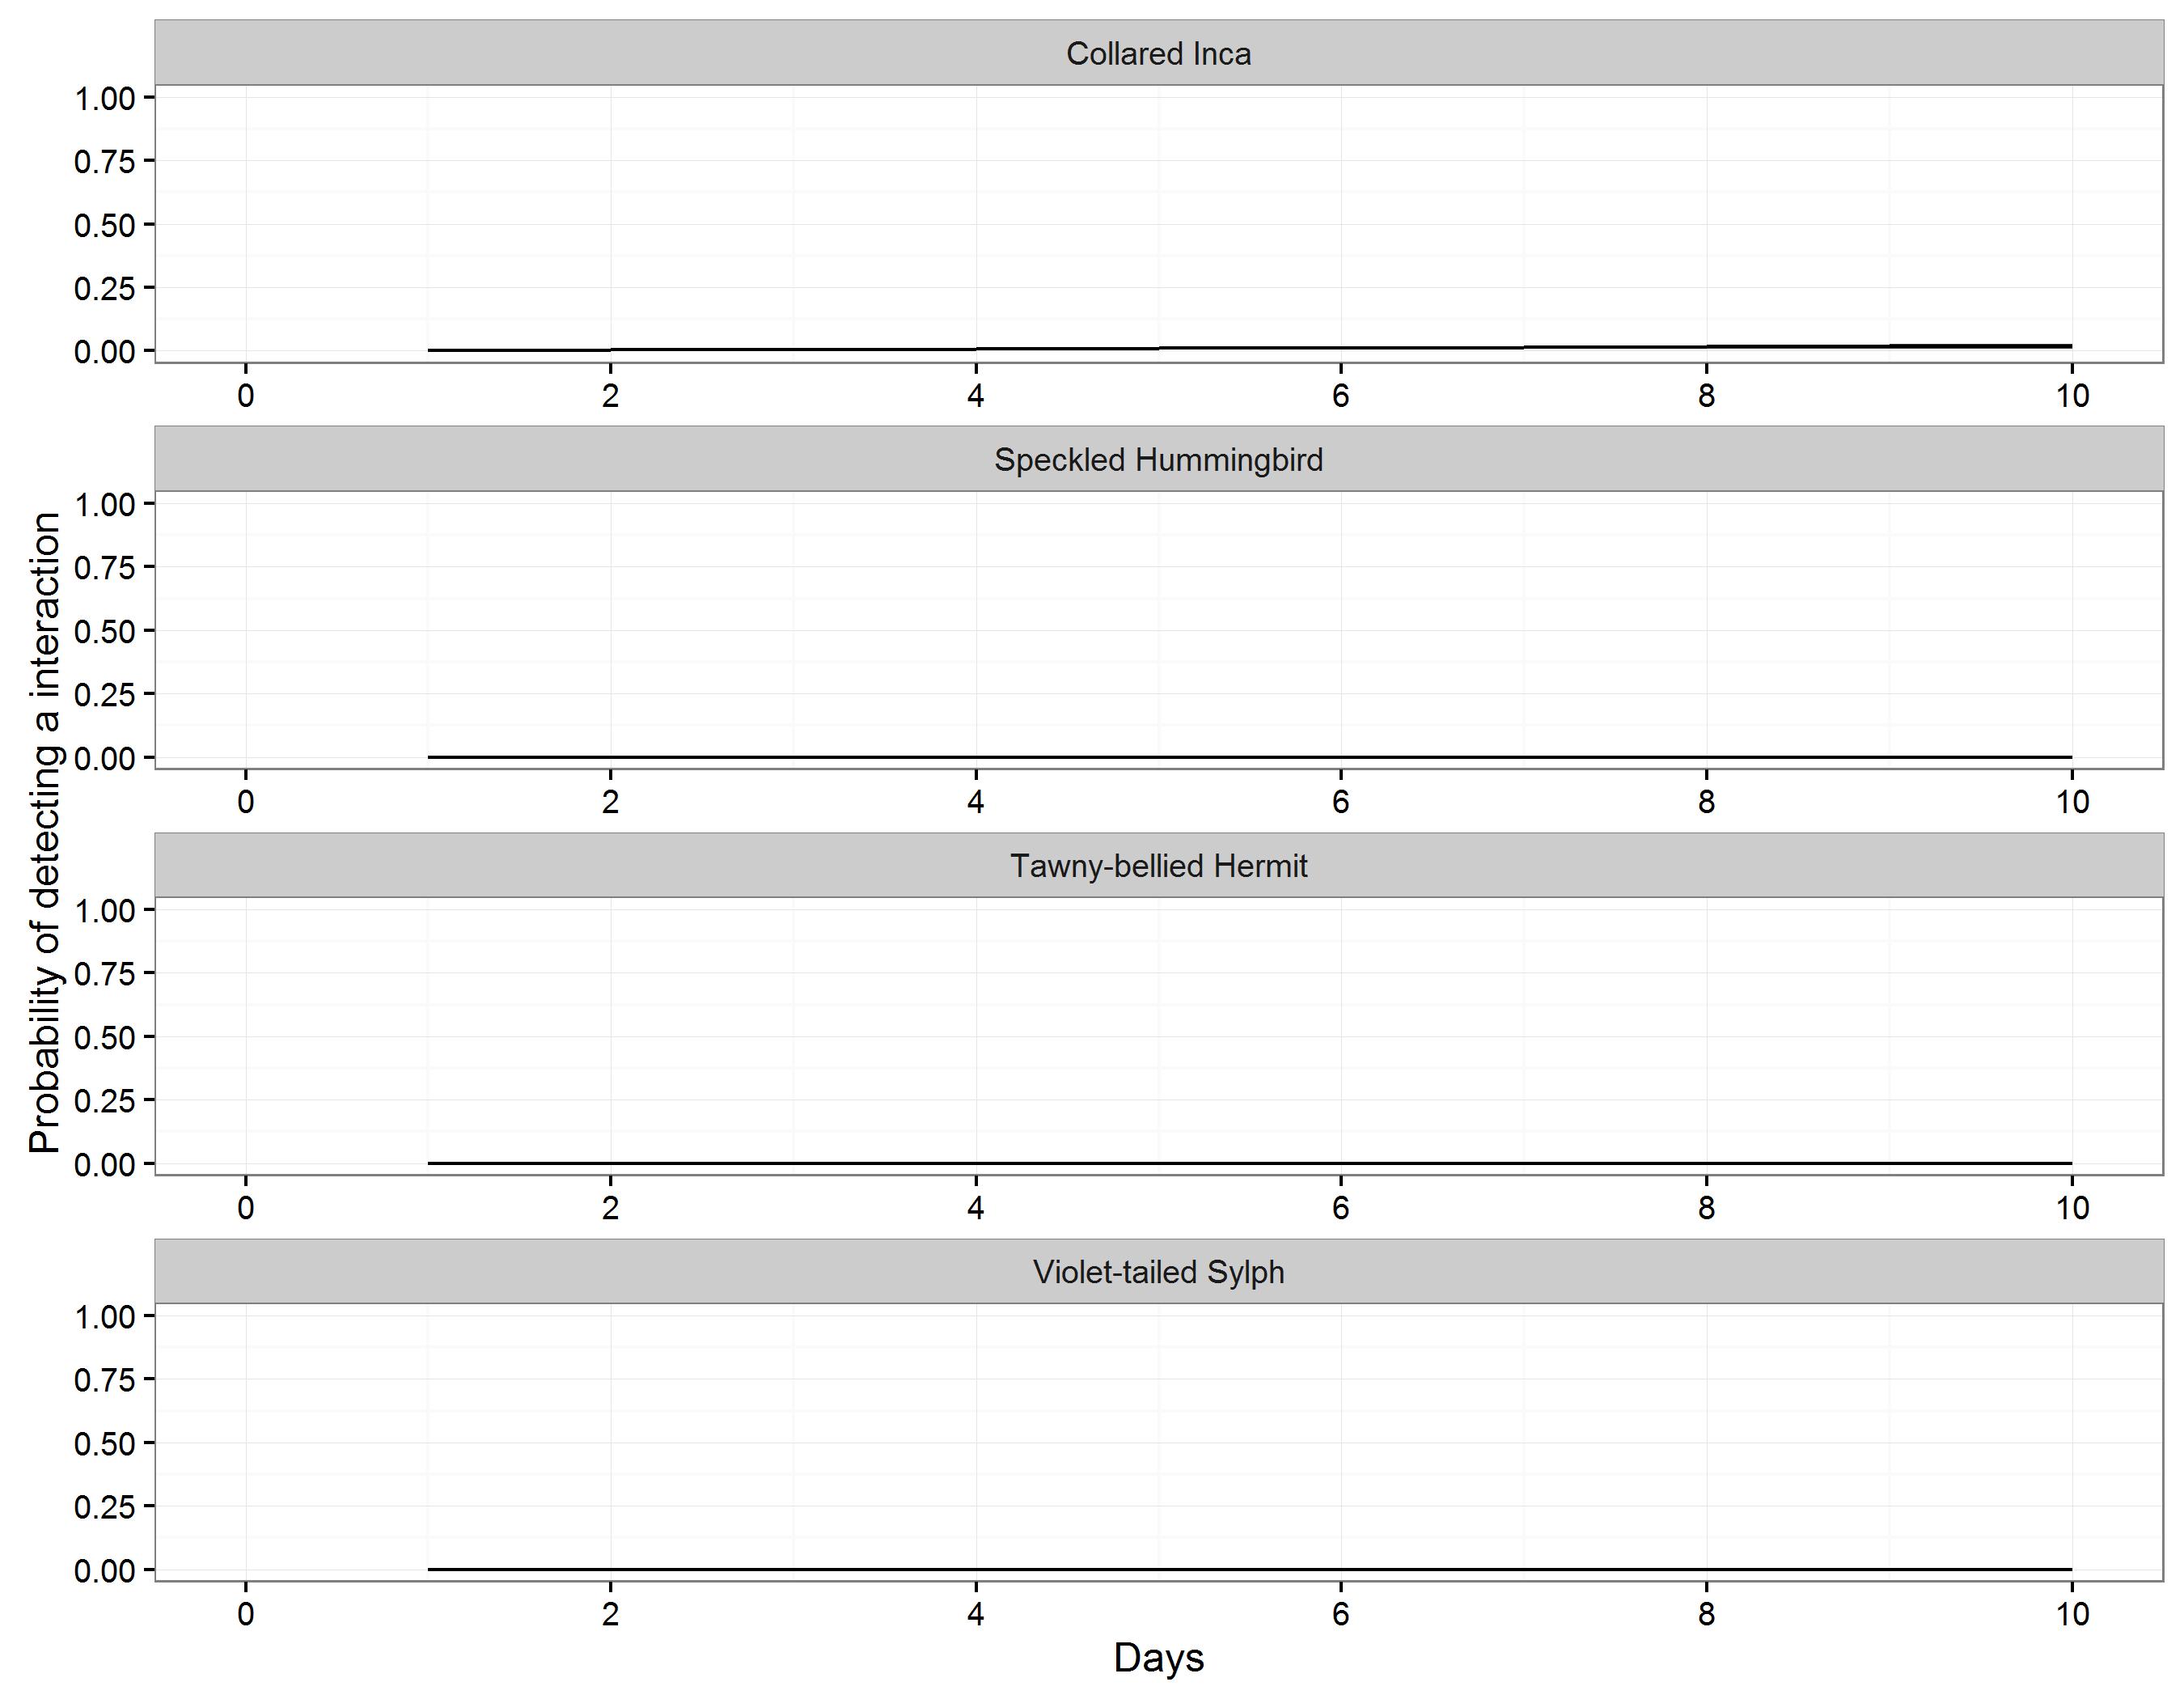 Collared Inca
1.00
0.75
0.50
0.25
0.00
0 2 4 6 8 10
Speckled Hummingbird
1.00
0.75
0.50
0.25
0.00
0 2 4 6 8 10
Tawny-bellied Hermit
1.00
0.75
0.50
0.25
0.00
0 2 4 6 8 10
Violet-tailed Sylph
1.00
0.75
0.50
0.25
0.00
0 2 4 6 8 10
Days
Probability of detecting a interaction